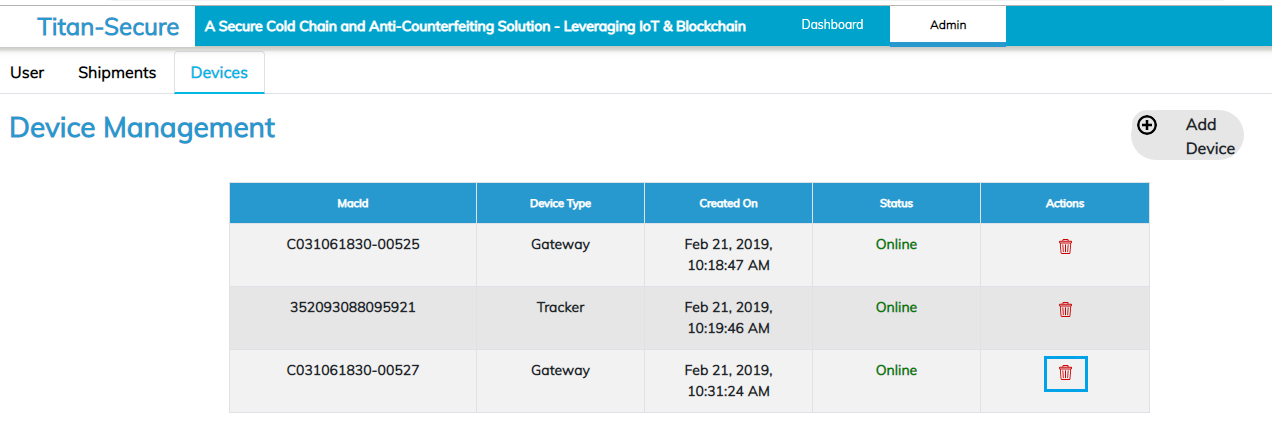 Titan-Secure A Secure Cold Chain and Anti-Counterfeiting Solution - Leveraging IoT & Blockchain Dashboard Admin
User Shipments Devices
Device Management
Add
Device
MacId Device Type Created On Status Actions
C031061830-00525 Gateway Feb 21, 2019, Online
10:18:47 AM
352093088095921 Tracker Feb 21, 2019, Online
10:19:46 AM
C031061830-00527 Gateway Feb 21, 2019, Online
10:31:24 AM